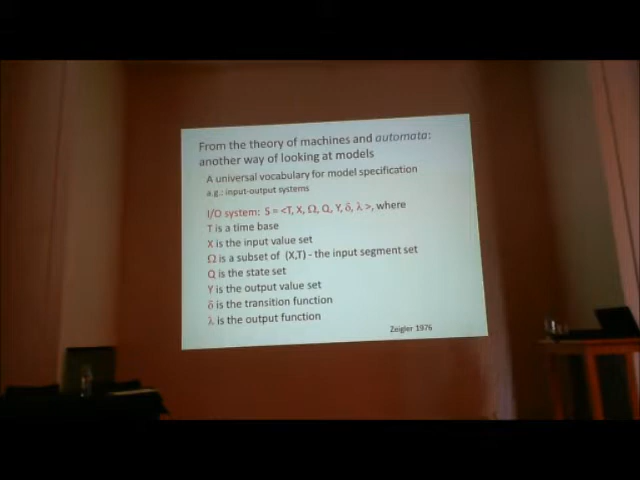 From the theory of machines and automata:
another way of looking at models
A universal vocabulary for model specification
a.g.: input-output systems
I/O system: S = <T, X, Ω, Q, Y, δ, λ >, where
T is a time base
X is the input value set
Ω is a subset of (X,T) - the input segment set
Q is the state set
Y is the output value set
δ is the transition function
λ is the output function
Zeigler 1976